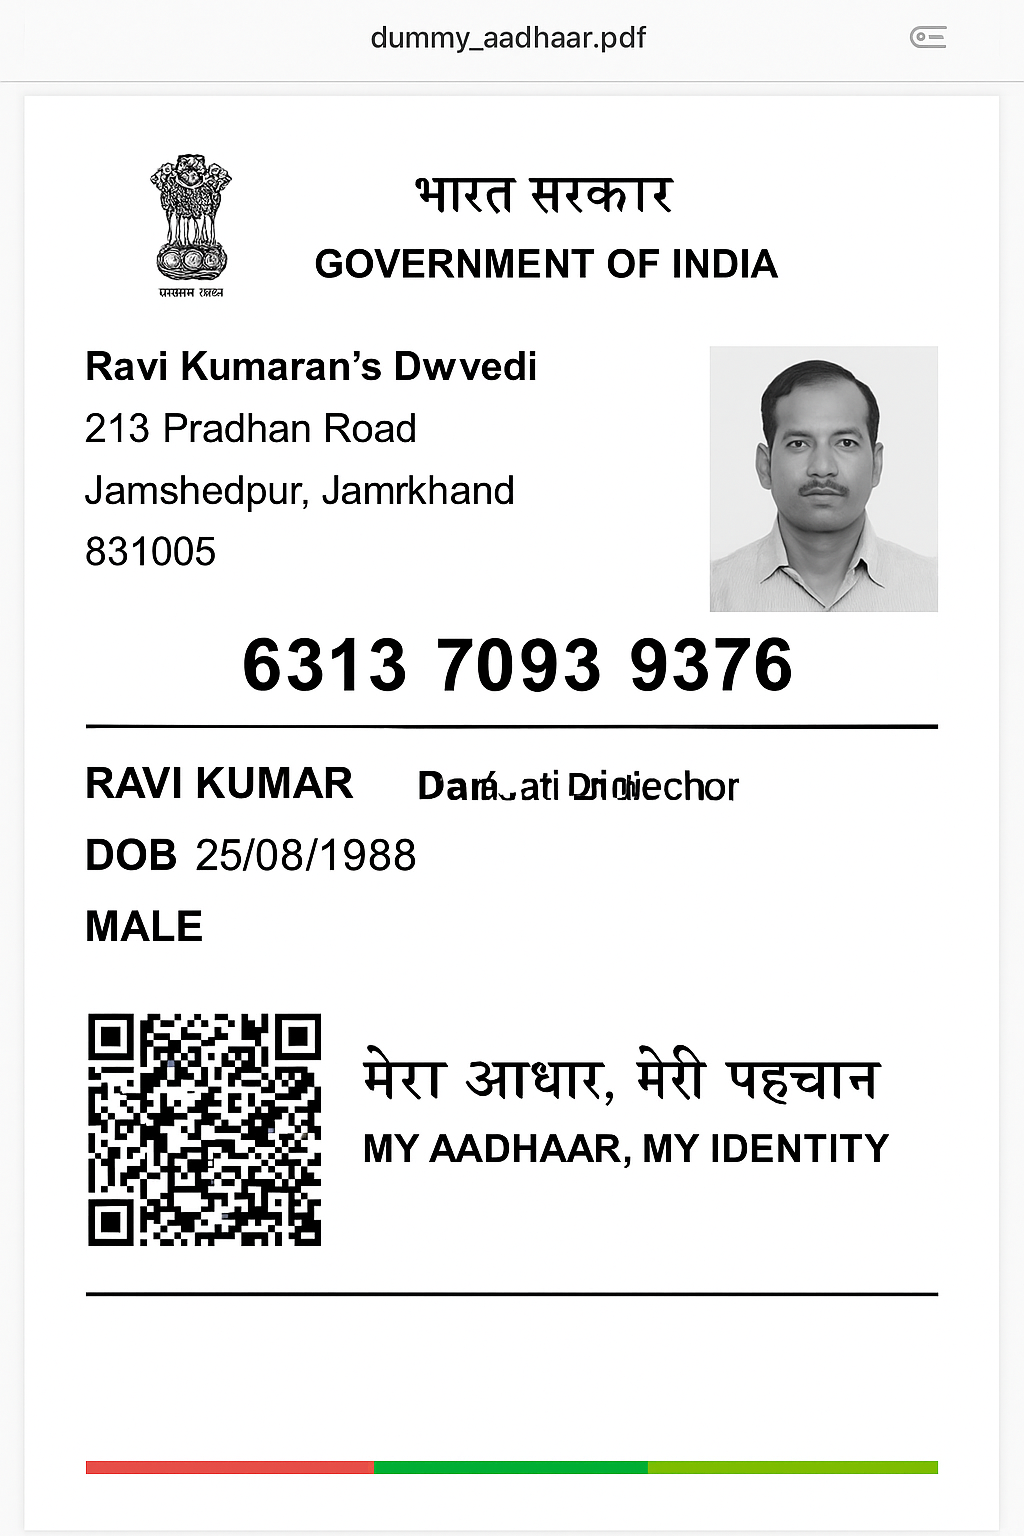 dummy_aadhaar.pdf
भारत सरकार
GOVERNMENT OF INDIA
Ravi Kumaran’s Dwvedi
213 Pradhan Road
Jamshedpur, Jamrkhand
831005
6313 7093 9376
RAVI KUMAR
DOB 25/08/1988
MALE
मेरा आधार, मेरी पहचान
MY AADHAAR, MY IDENTITY